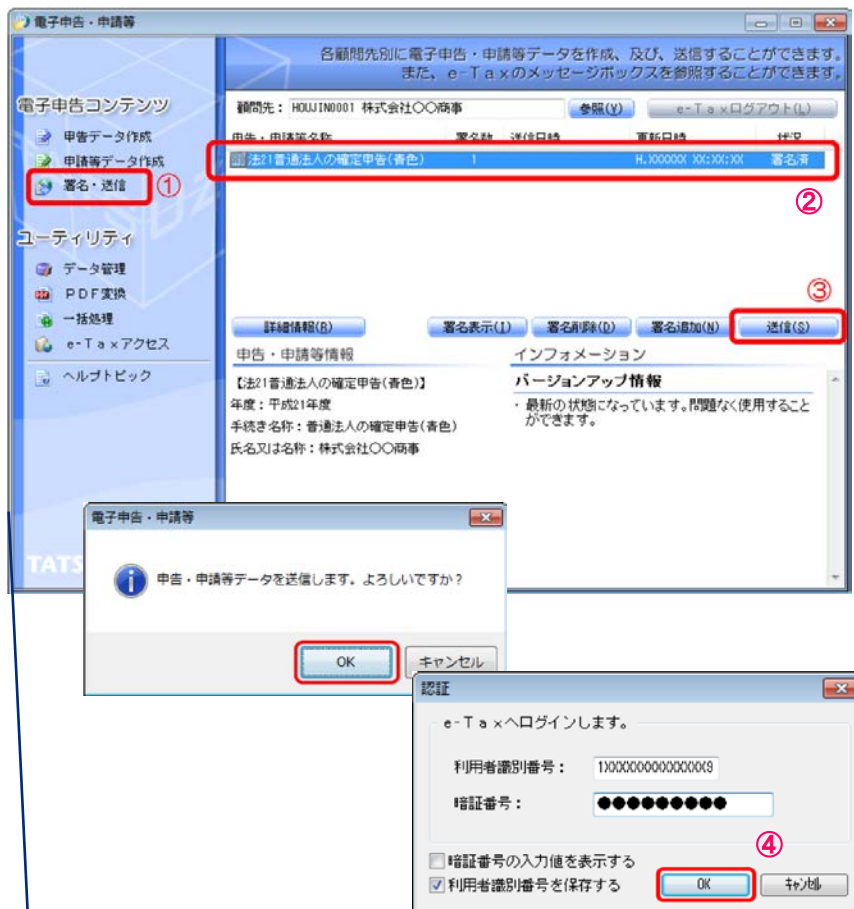 電子申告・申請等
各顧問先別に電子申告・申請等データを作成、及び、送信することができます。
また、e-Taxのメッセージボックスを参照することができます。
電子申告コンテンツ
申告データ作成
申請等データ作成
署名・送信
①
ユーティリティ
データ管理
PDF変換
一括処理
e-Taxアクセス
ヘルプトピック
顧問先： HOUJIN0001 株式会社〇〇商事
参照(V)
e-Taxログアウト(L)
申告・申請等名称 署名数 送信日時 更新日時 状況
法21普通法人の確定申告(青色) 1 H.XXXXXX XX:XX:XX 署名済
②
③
詳細情報(R) 署名表示(I) 署名削除(D) 署名追加(N) 送信(S)
申告・申請等情報
【法21普通法人の確定申告(青色)】
年度：平成21年度
手続き名称：普通法人の確定申告(青色)
氏名又は名称：株式会社〇〇商事
インフォメーション
バージョンアップ情報
・最新の状態になっています。問題なく使用すること
ができます。
TATS
電子申告・申請等
申告・申請等データを送信します。よろしいですか？
OK キャンセル
認証
e-Taxへログインします。
利用者識別番号：
暗証番号： ●●●●●●●●●
④
暗証番号の入力値を表示する
利用者識別番号を保存する
OK キャンセル